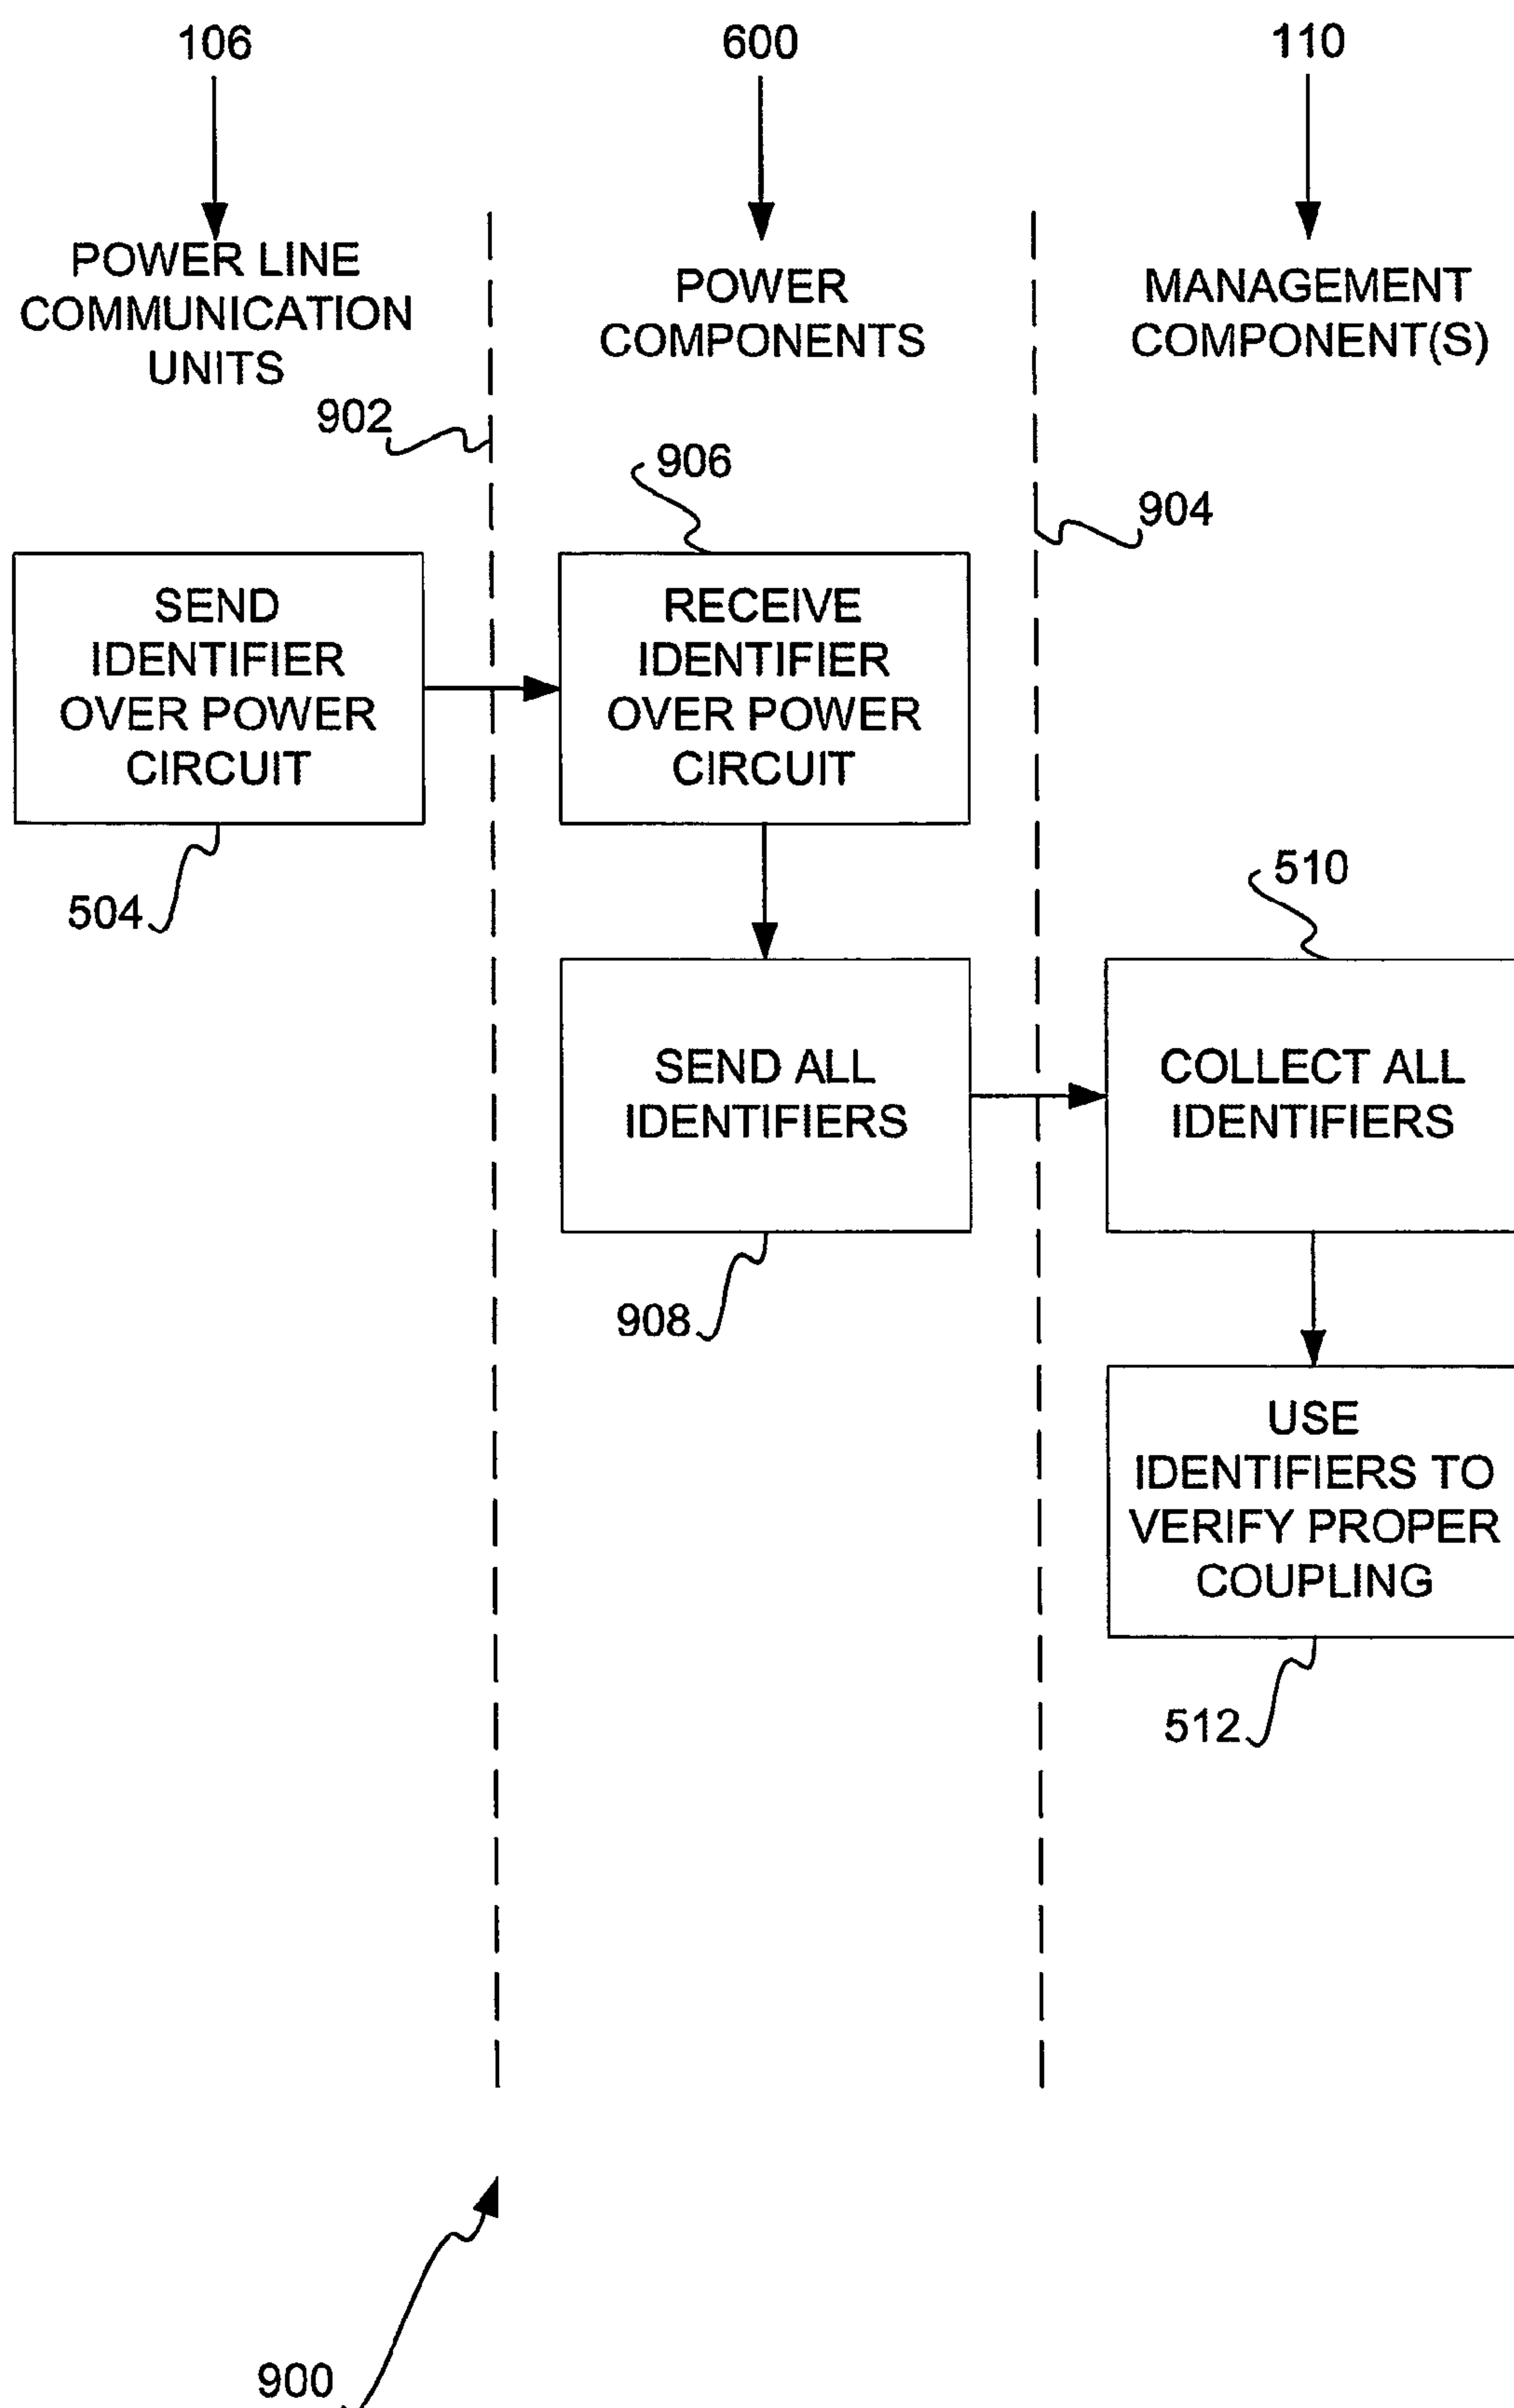 106
600
110
POWER LINE
COMMUNICATION
UNITS
POWER
COMPONENTS
MANAGEMENT
COMPONENT(S)
902
906
904
SEND
IDENTIFIER
OVER POWER
CIRCUIT
RECEIVE
IDENTIFIER
OVER POWER
CIRCUIT
504
510
SEND ALL
IDENTIFIERS
COLLECT ALL
IDENTIFIERS
908
USE
IDENTIFIERS TO
VERIFY PROPER
COUPLING
512
900